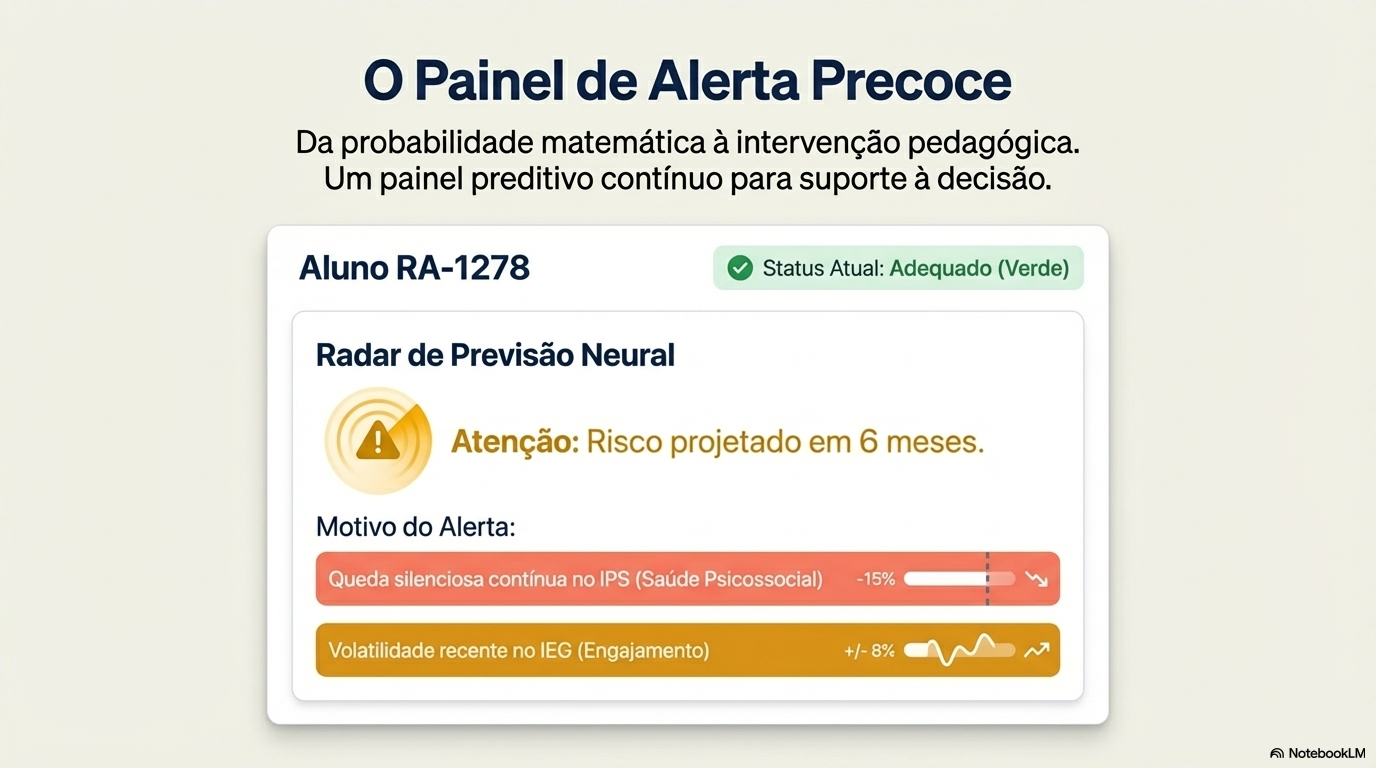 O Painel de Alerta Precoce
Da probabilidade matemática à intervenção pedagógica.
Um painel preditivo contínuo para suporte à decisão.
Aluno RA-1278
Status Atual: Adequado (Verde)
Radar de Previsão Neural
Atenção: Risco projetado em 6 meses.
Motivo do Alerta:
Queda silenciosa contínua no IPS (Saúde Psicossocial) -15%
Volatilidade recente no IEG (Engajamento) +/- 8%
NotebookLM